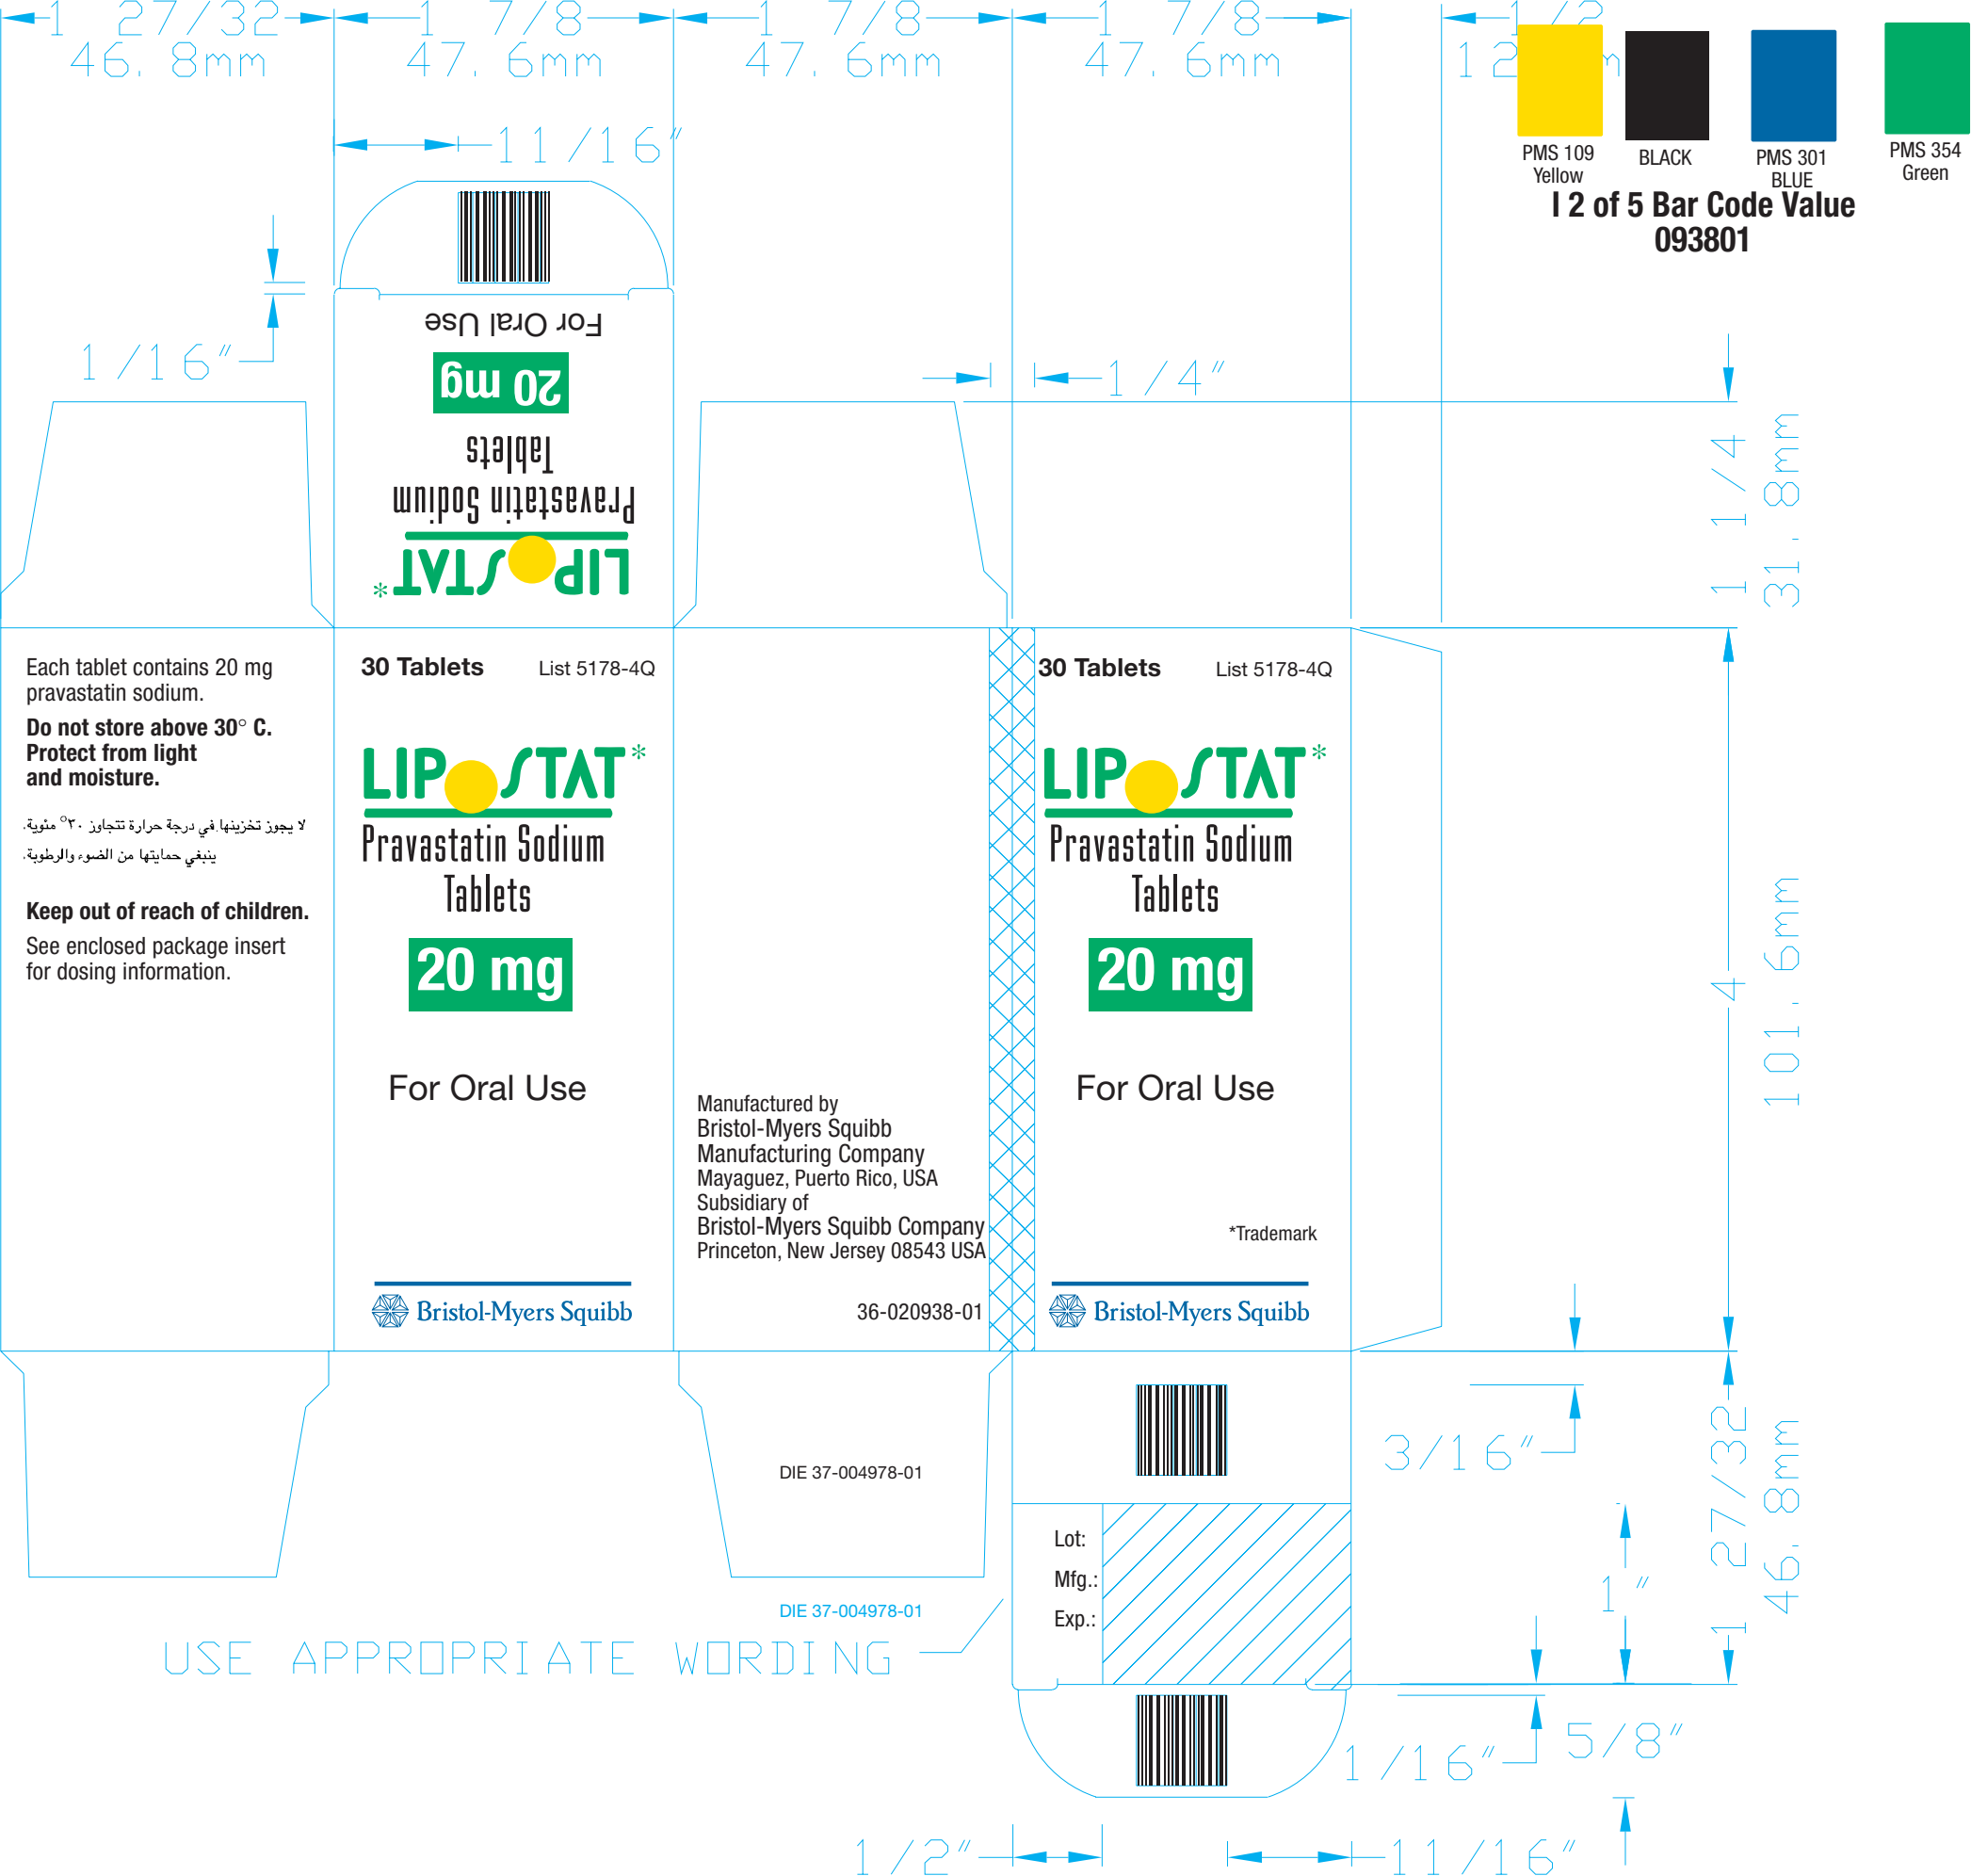 1 27/32
46.8mm
1 7/8
47.6mm
1 7/8
47.6mm
1 7/8
47.6mm
1/2
12
PMS 109
Yellow
BLACK
PMS 301
BLUE
PMS 354
Green
I 2 of 5 Bar Code Value
093801
11/16"
1/16"
1/4"
1 1/4
31.8mm
For Oral Use
20 mg
Tablets
Pravastatin Sodium
LIPOSTAT*
Each tablet contains 20 mg
pravastatin sodium.
Do not store above 30° C.
Protect from light
and moisture.
لا يجوز تخزينها في درجة حرارة تتجاوز ٣٠° مئوية.
ينبغي حمايتها من الضوء والرطوبة.
Keep out of reach of children.
See enclosed package insert
for dosing information.
30 Tablets List 5178-4Q
LIPOSTAT*
Pravastatin Sodium
Tablets
20 mg
For Oral Use
Bristol-Myers Squibb
Manufactured by
Bristol-Myers Squibb
Manufacturing Company
Mayaguez, Puerto Rico, USA
Subsidiary of
Bristol-Myers Squibb Company
Princeton, New Jersey 08543 USA
36-020938-01
30 Tablets List 5178-4Q
LIPOSTAT*
Pravastatin Sodium
Tablets
20 mg
For Oral Use
*Trademark
Bristol-Myers Squibb
4
101.6mm
DIE 37-004978-01
DIE 37-004978-01
USE APPROPRIATE WORDING
Lot:
Mfg.:
Exp.:
3/16"
1 27/32
46.8mm
1"
1/16"
5/8"
1/2"
11/16"